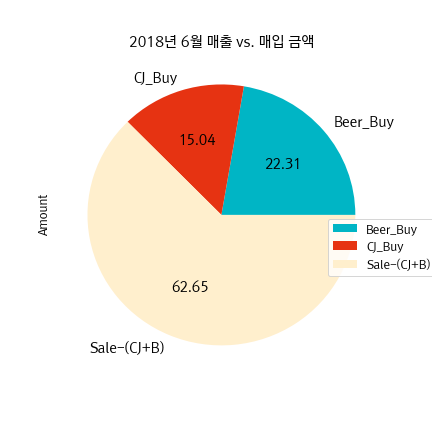 2018년 6월 매출 vs. 매입 금액
CJ_Buy
Beer_Buy
15.04
22.31
Amount
Beer_Buy
CJ_Buy
Sale-(CJ+B)
62.65
Sale-(CJ+B)